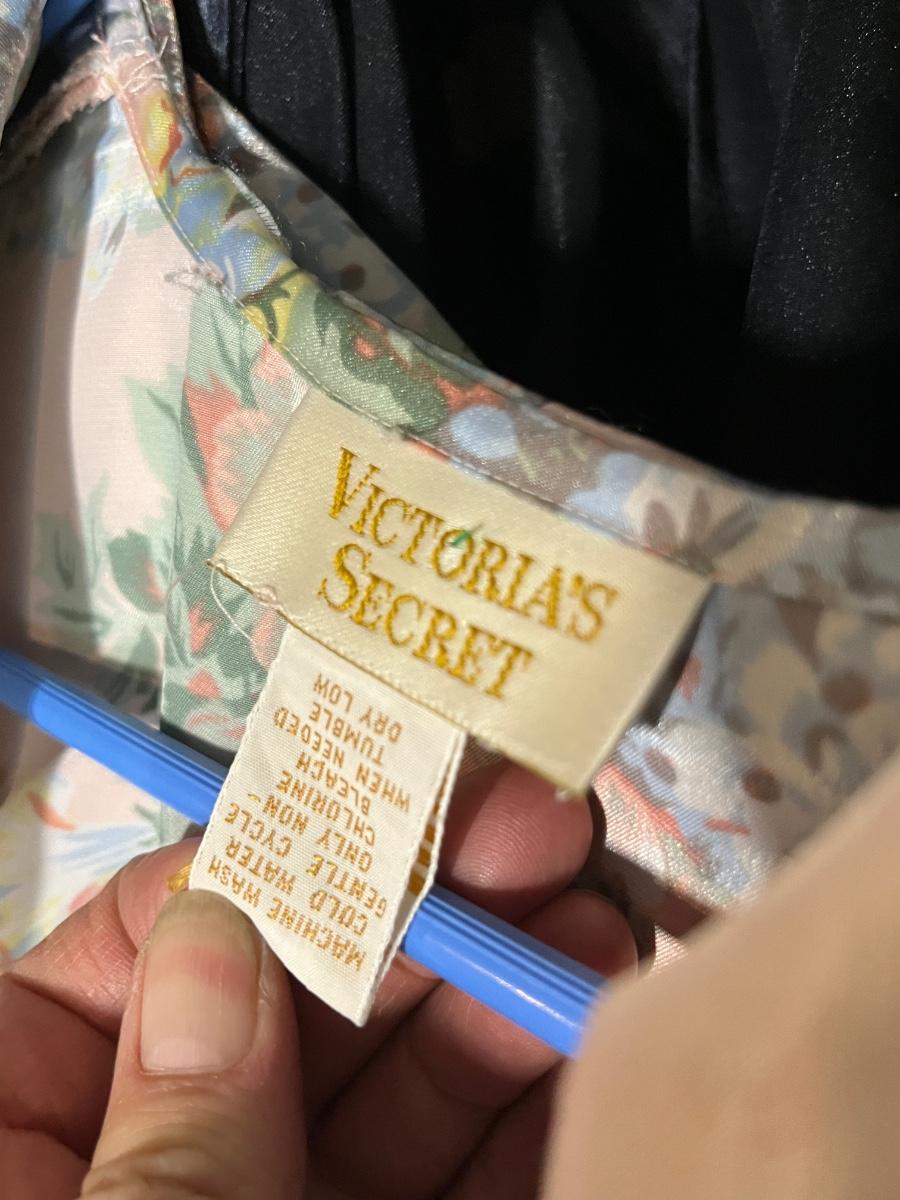 VICTORIA'S
SECRET
MACHINE WASH
COLD WATER
GENTLE CYCLE
ONLY NON-
CHLORINE
BLEACH
WHEN NEEDED
TUMBLE
DRY LOW